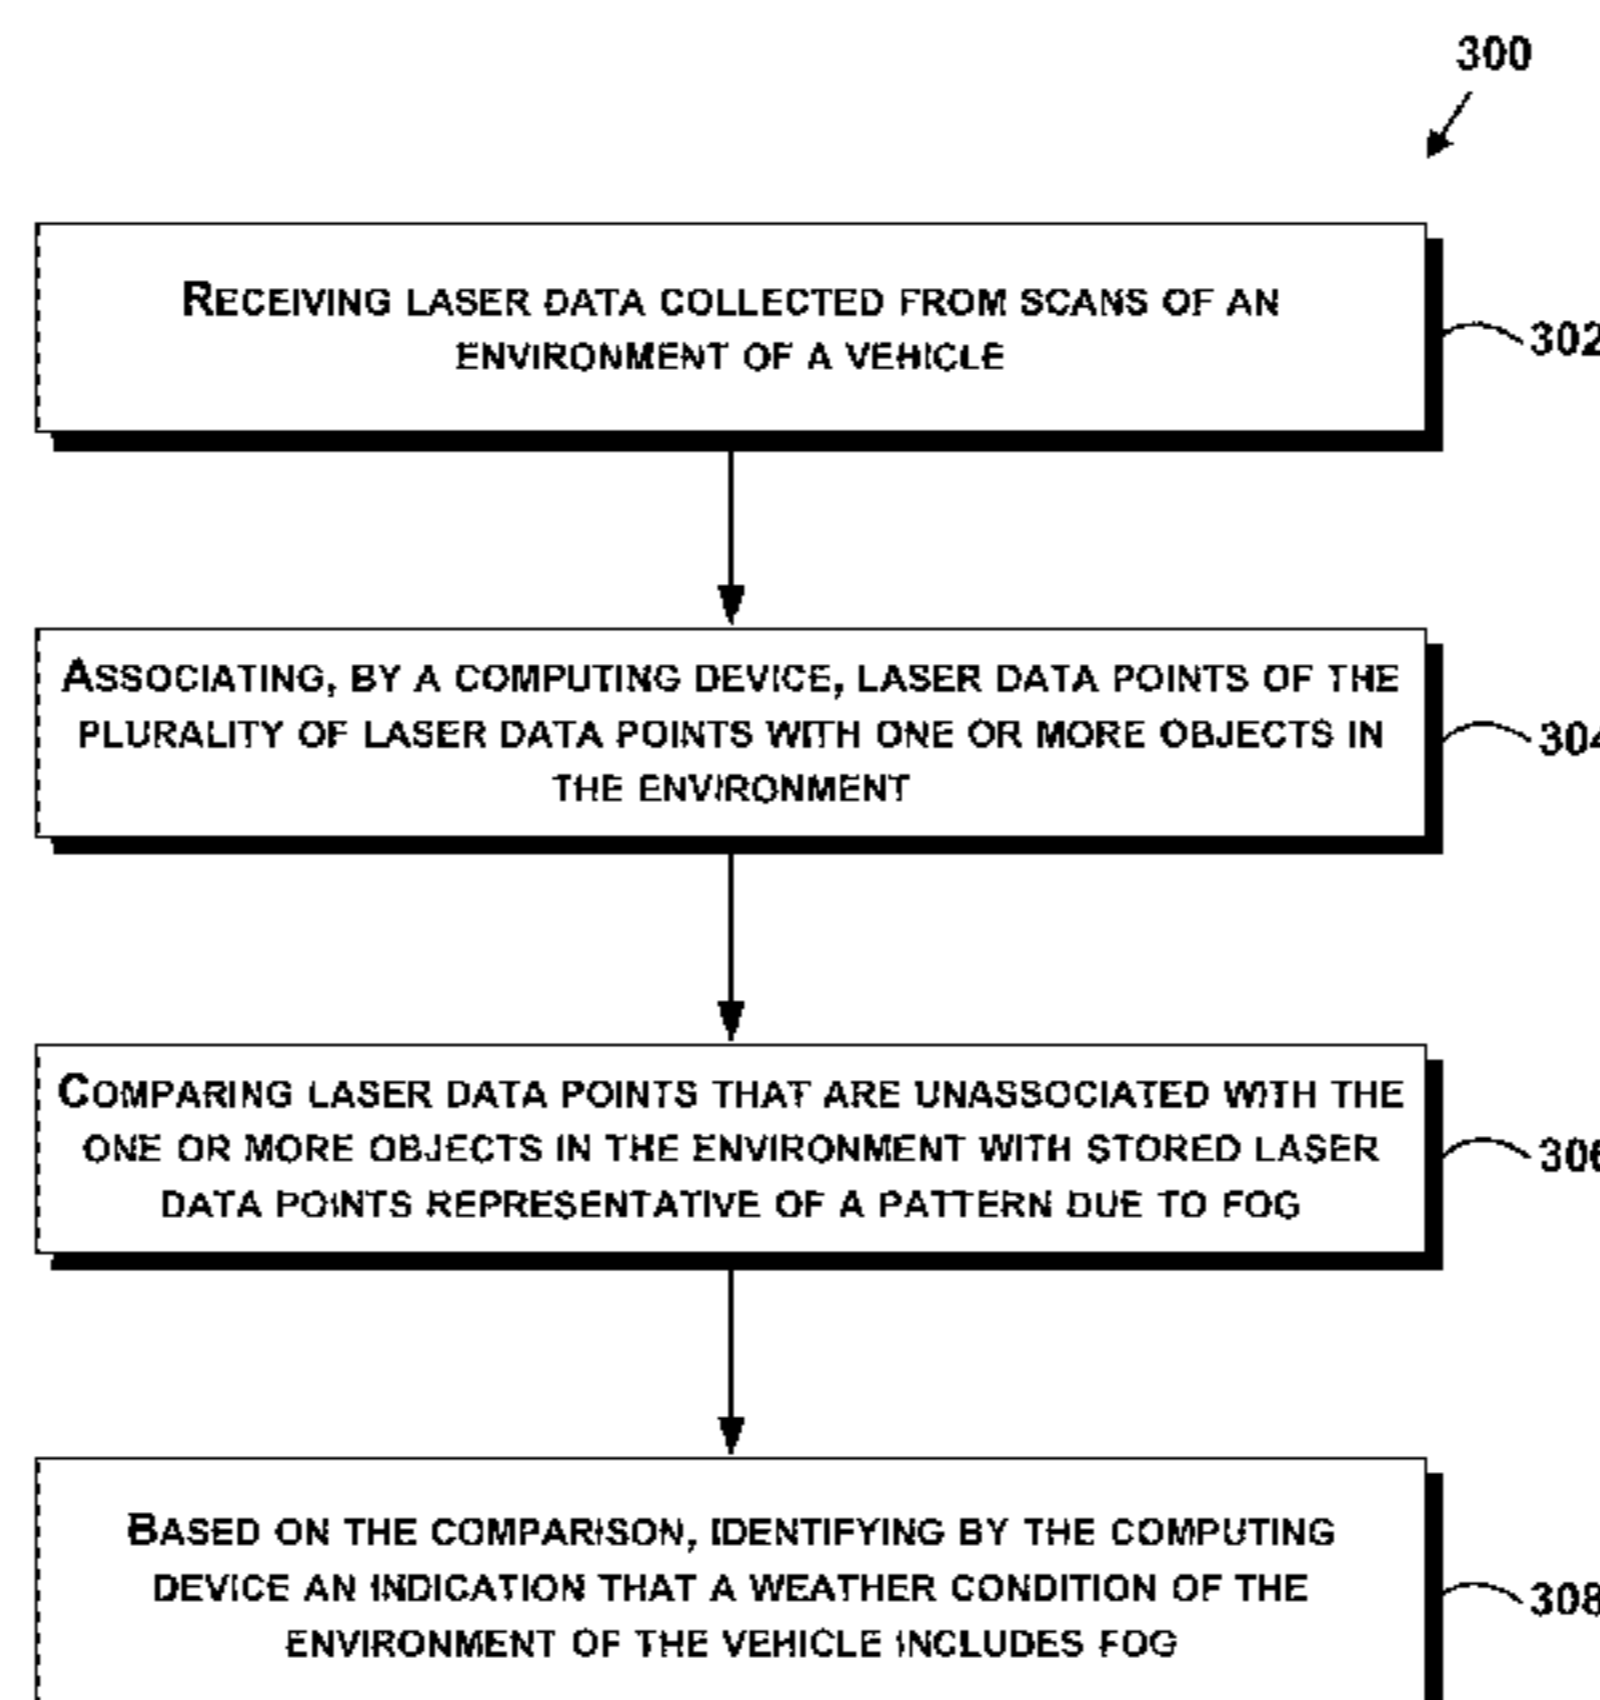 300
RECEIVING LASER DATA COLLECTED FROM SCANS OF AN
ENVIRONMENT OF A VEHICLE
302
ASSOCIATING, BY A COMPUTING DEVICE, LASER DATA POINTS OF THE
PLURALITY OF LASER DATA POINTS WITH ONE OR MORE OBJECTS IN
THE ENVIRONMENT
304
COMPARING LASER DATA POINTS THAT ARE UNASSOCIATED WITH THE
ONE OR MORE OBJECTS IN THE ENVIRONMENT WITH STORED LASER
DATA POINTS REPRESENTATIVE OF A PATTERN DUE TO FOG
306
BASED ON THE COMPARISON, IDENTIFYING BY THE COMPUTING
DEVICE AN INDICATION THAT A WEATHER CONDITION OF THE
ENVIRONMENT OF THE VEHICLE INCLUDES FOG
308